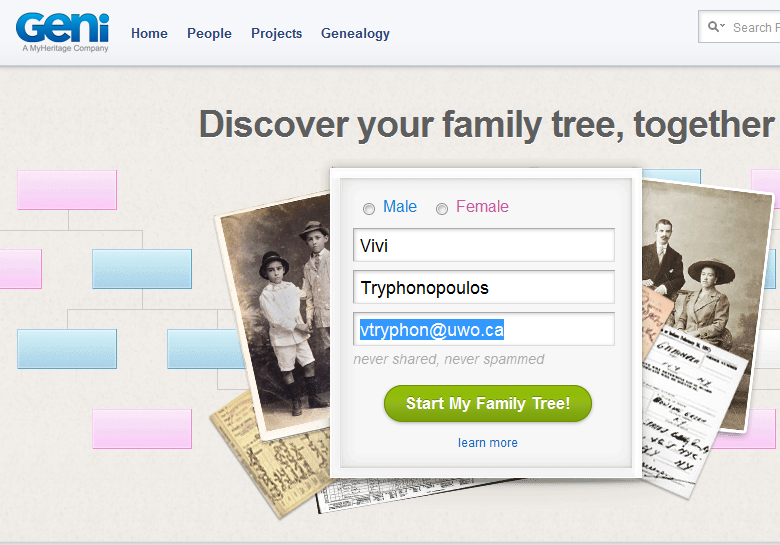 Geni
A MyHeritage Company
Home People Projects Genealogy
Search
Discover your family tree, together
Male Female
Vivi
Tryphonopoulos
vtryphon@uwo.ca
never shared, never spammed
Start My Family Tree!
learn more